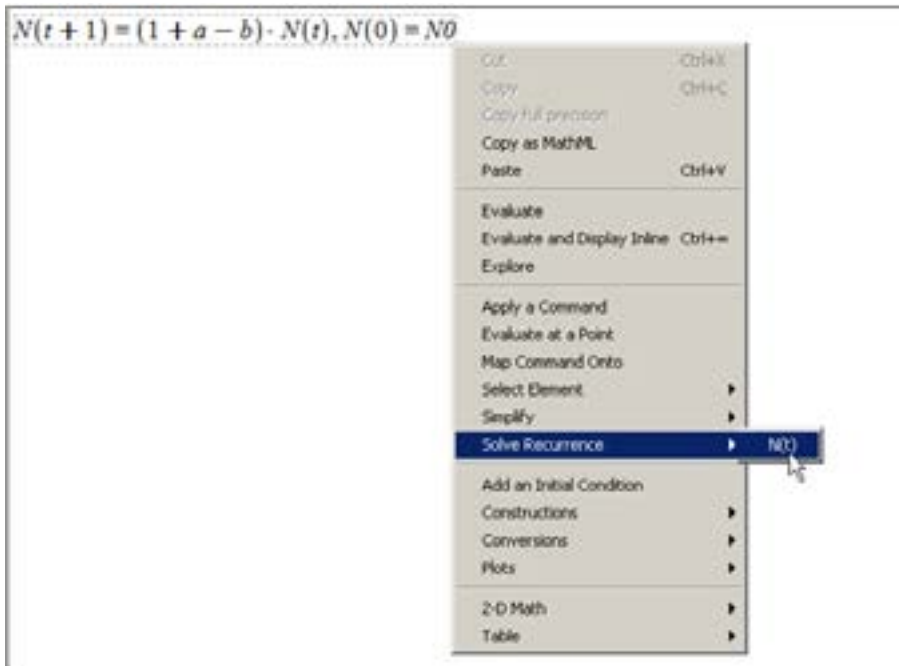 N(t + 1) = (1 + a − b) · N(t), N(0) = N0
Cut Ctrl+X
Copy Ctrl+C
Copy full precision
Copy as MathML
Paste Ctrl+V
Evaluate
Evaluate and Display Inline Ctrl+=
Explore
Apply a Command
Evaluate at a Point
Map Command Onto
Select Element
Simplify
Solve Recurrence N(t)
Add an Initial Condition
Constructions
Conversions
Plots
2-D Math
Table